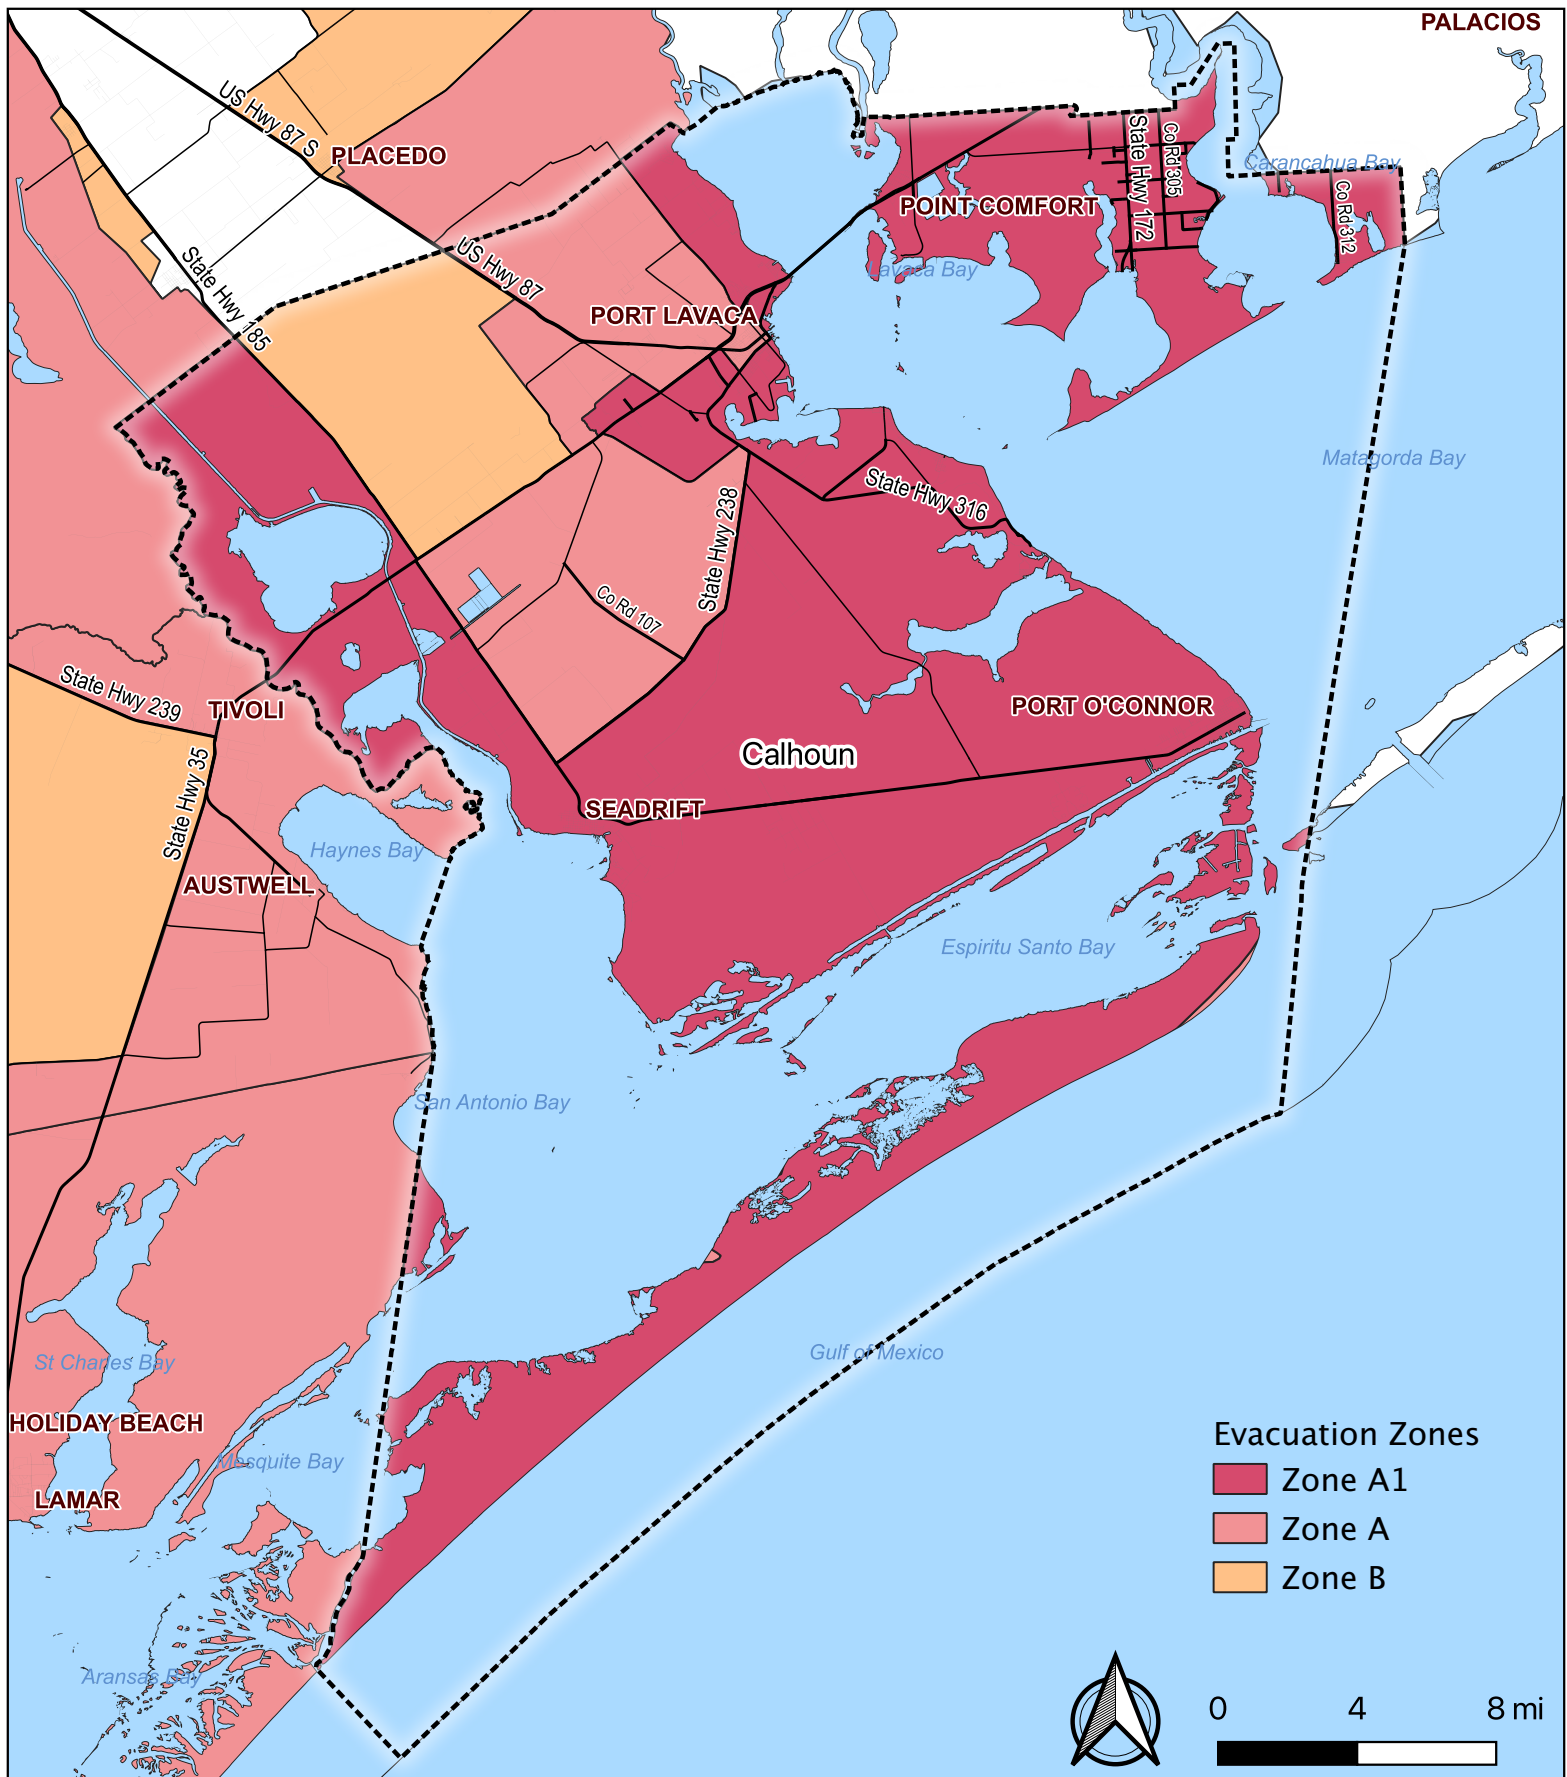 PALACIOS
US Hwy 87 S
PLACEDO
State Hwy 172
Co Rd 305
Carancahua Bay
Co Rd 312
POINT COMFORT
US Hwy 87
Lavaca Bay
State Hwy 185
PORT LAVACA
Matagorda Bay
State Hwy 316
State Hwy 238
Co Rd 107
State Hwy 239
TIVOLI
PORT O'CONNOR
Calhoun
State Hwy 35
SEADRIFT
Haynes Bay
AUSTWELL
Espiritu Santo Bay
San Antonio Bay
Gulf of Mexico
St Charles Bay
HOLIDAY BEACH
Mesquite Bay
LAMAR
Aransas Bay
Evacuation Zones
Zone A1
Zone A
Zone B
0 4 8 mi